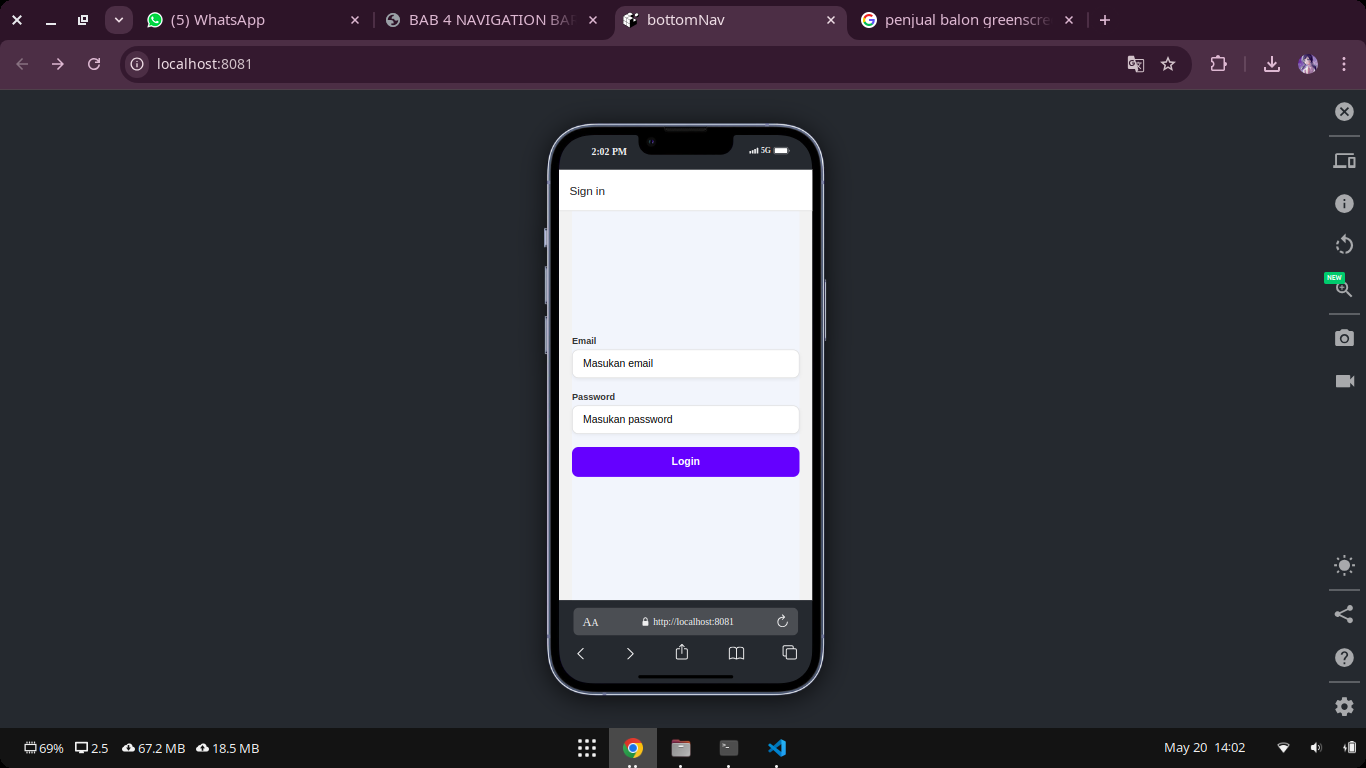 (5) WhatsApp
BAB 4 NAVIGATION BAR
bottomNav
penjual balon greenscre
localhost:8081
2:02 PM
5G
Sign in
NEW
Email
Masukan email
Password
Masukan password
Login
AA
http://localhost:8081
69%
2.5
67.2 MB
18.5 MB
May 20 14:02